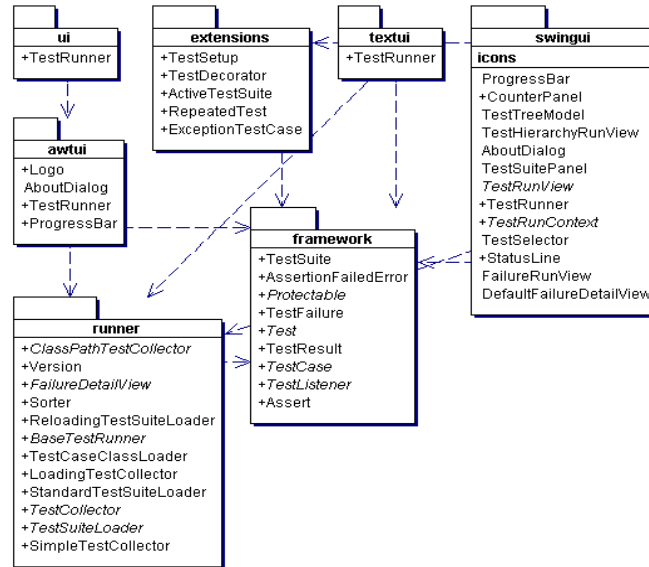 ui
+TestRunner
extensions
+TestSetup
+TestDecorator
+ActiveTestSuite
+RepeatedTest
+ExceptionTestCase
textui
+TestRunner
swingui
icons
ProgressBar
+CounterPanel
TestTreeModel
TestHierarchyRunView
AboutDialog
TestSuitePanel
TestRunView
+TestRunner
+TestRunContext
TestSelector
+StatusLine
FailureRunView
DefaultFailureDetailView
awtui
+Logo
AboutDialog
+TestRunner
+ProgressBar
framework
+TestSuite
+AssertionFailedError
+Protectable
+TestFailure
+Test
+TestResult
+TestCase
+TestListener
+Assert
runner
+ClassPathTestCollector
+Version
+FailureDetailView
+Sorter
+ReloadingTestSuiteLoader
+BaseTestRunner
+TestCaseClassLoader
+LoadingTestCollector
+StandardTestSuiteLoader
+TestCollector
+TestSuiteLoader
+SimpleTestCollector